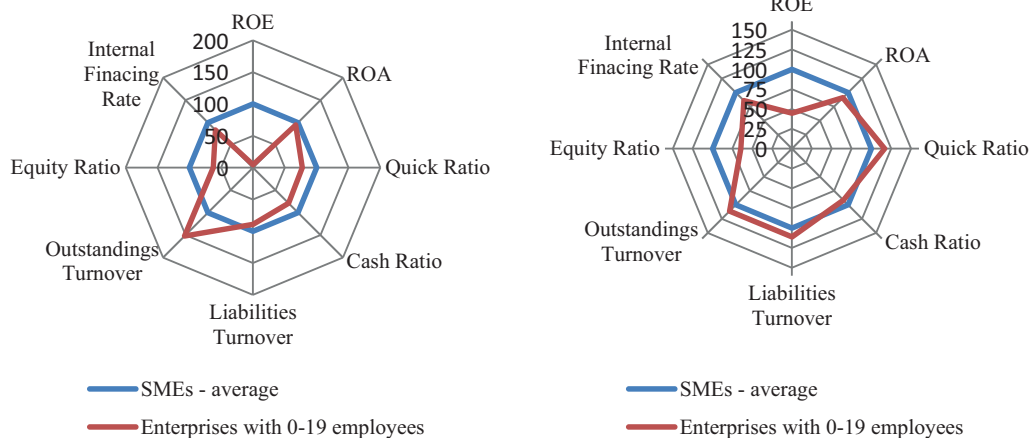 ROE
200
150
100
50
0
Internal
Finacing
Rate
ROA
Equity Ratio
Quick Ratio
Outstandings
Turnover
Cash Ratio
Liabilities
Turnover
SMEs - average
Enterprises with 0-19 employees
ROE
150
125
100
75
50
25
0
Internal
Finacing Rate
ROA
Equity Ratio
Quick Ratio
Outstandings
Turnover
Cash Ratio
Liabilities
Turnover
SMEs - average
Enterprises with 0-19 employees